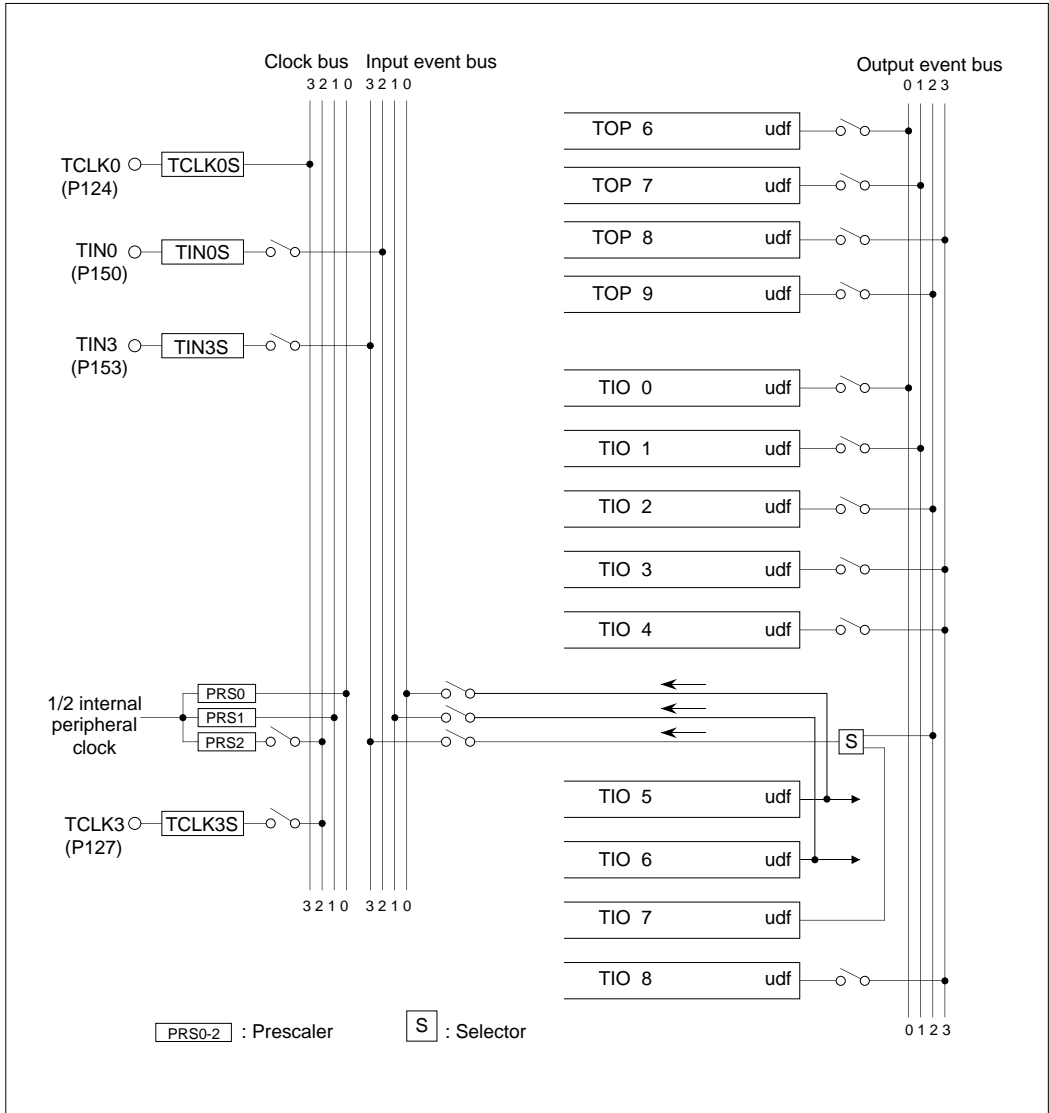 Clock bus Input event bus
Output event bus
3 2 1 0 3 2 1 0
0 1 2 3
TOP 6 udf
TCLK0 TCLK0S
(P124)
TOP 7 udf
TOP 8 udf
TIN0 TIN0S
(P150)
TOP 9 udf
TIN3 TIN3S
(P153)
TIO 0 udf
TIO 1 udf
TIO 2 udf
TIO 3 udf
TIO 4 udf
1/2 internal
peripheral
clock
PRS0
PRS1
PRS2
S
TIO 5 udf
TCLK3 TCLK3S
(P127)
TIO 6 udf
3 2 1 0 3 2 1 0
TIO 7 udf
TIO 8 udf
0 1 2 3
PRS0-2 : Prescaler
S : Selector